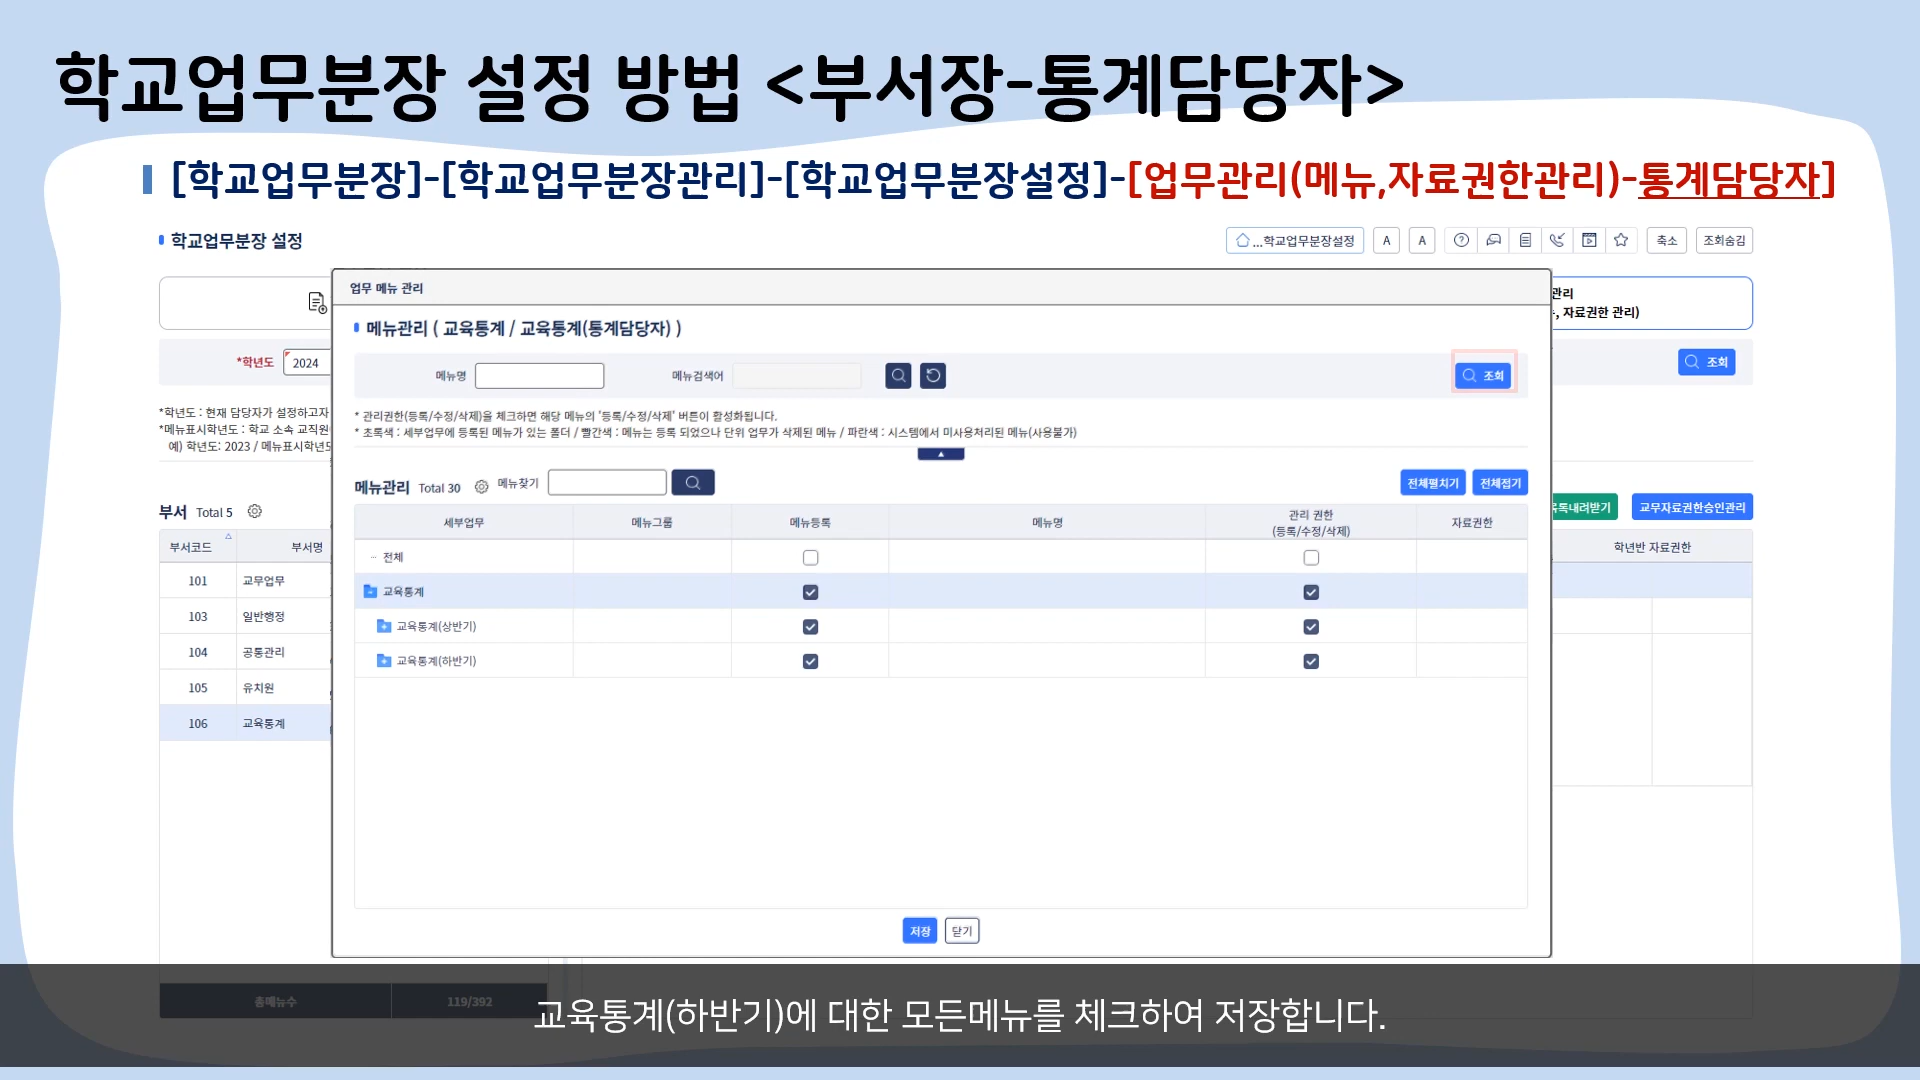 학교업무분장 설정 방법 <부서장-통계담당자>
[학교업무분장]-[학교업무분장관리]-[학교업무분장설정]-[업무관리(메뉴,자료권한관리)-통계담당자]
학교업무분장 설정
...학교업무분장설정 A A 축소 조회숨김
업무 메뉴 관리
관리
, 자료권한 관리)
메뉴관리 ( 교육통계 / 교육통계(통계담당자) )
*학년도 2024
메뉴명 메뉴검색어 조회
조회
*학년도 : 현재 담당자가 설정하고자
*메뉴표시학년도 : 학교 소속 교직원
예) 학년도: 2023 / 메뉴표시학년도
* 관리권한(등록/수정/삭제)을 체크하면 해당 메뉴의 '등록/수정/삭제' 버튼이 활성화됩니다.
* 초록색 : 세부업무에 등록된 메뉴가 있는 폴더 / 빨간색 : 메뉴는 등록 되었으나 단위 업무가 삭제된 메뉴 / 파란색 : 시스템에서 미사용처리된 메뉴(사용불가)
메뉴관리 Total 30 메뉴찾기 전체펼치기 전체접기
부서 Total 5
목록내려받기 교무자료권한승인관리
부서코드 부서명
학년반 자료권한
101 교무업무
103 일반행정
104 공통관리
105 유치원
106 교육통계
세부업무 메뉴그룹 메뉴등록 메뉴명 관리 권한 자료권한
(등록/수정/삭제)
전체
교육통계
교육통계(상반기)
교육통계(하반기)
저장 닫기
총메뉴수 119/392
교육통계(하반기)에 대한 모든메뉴를 체크하여 저장합니다.